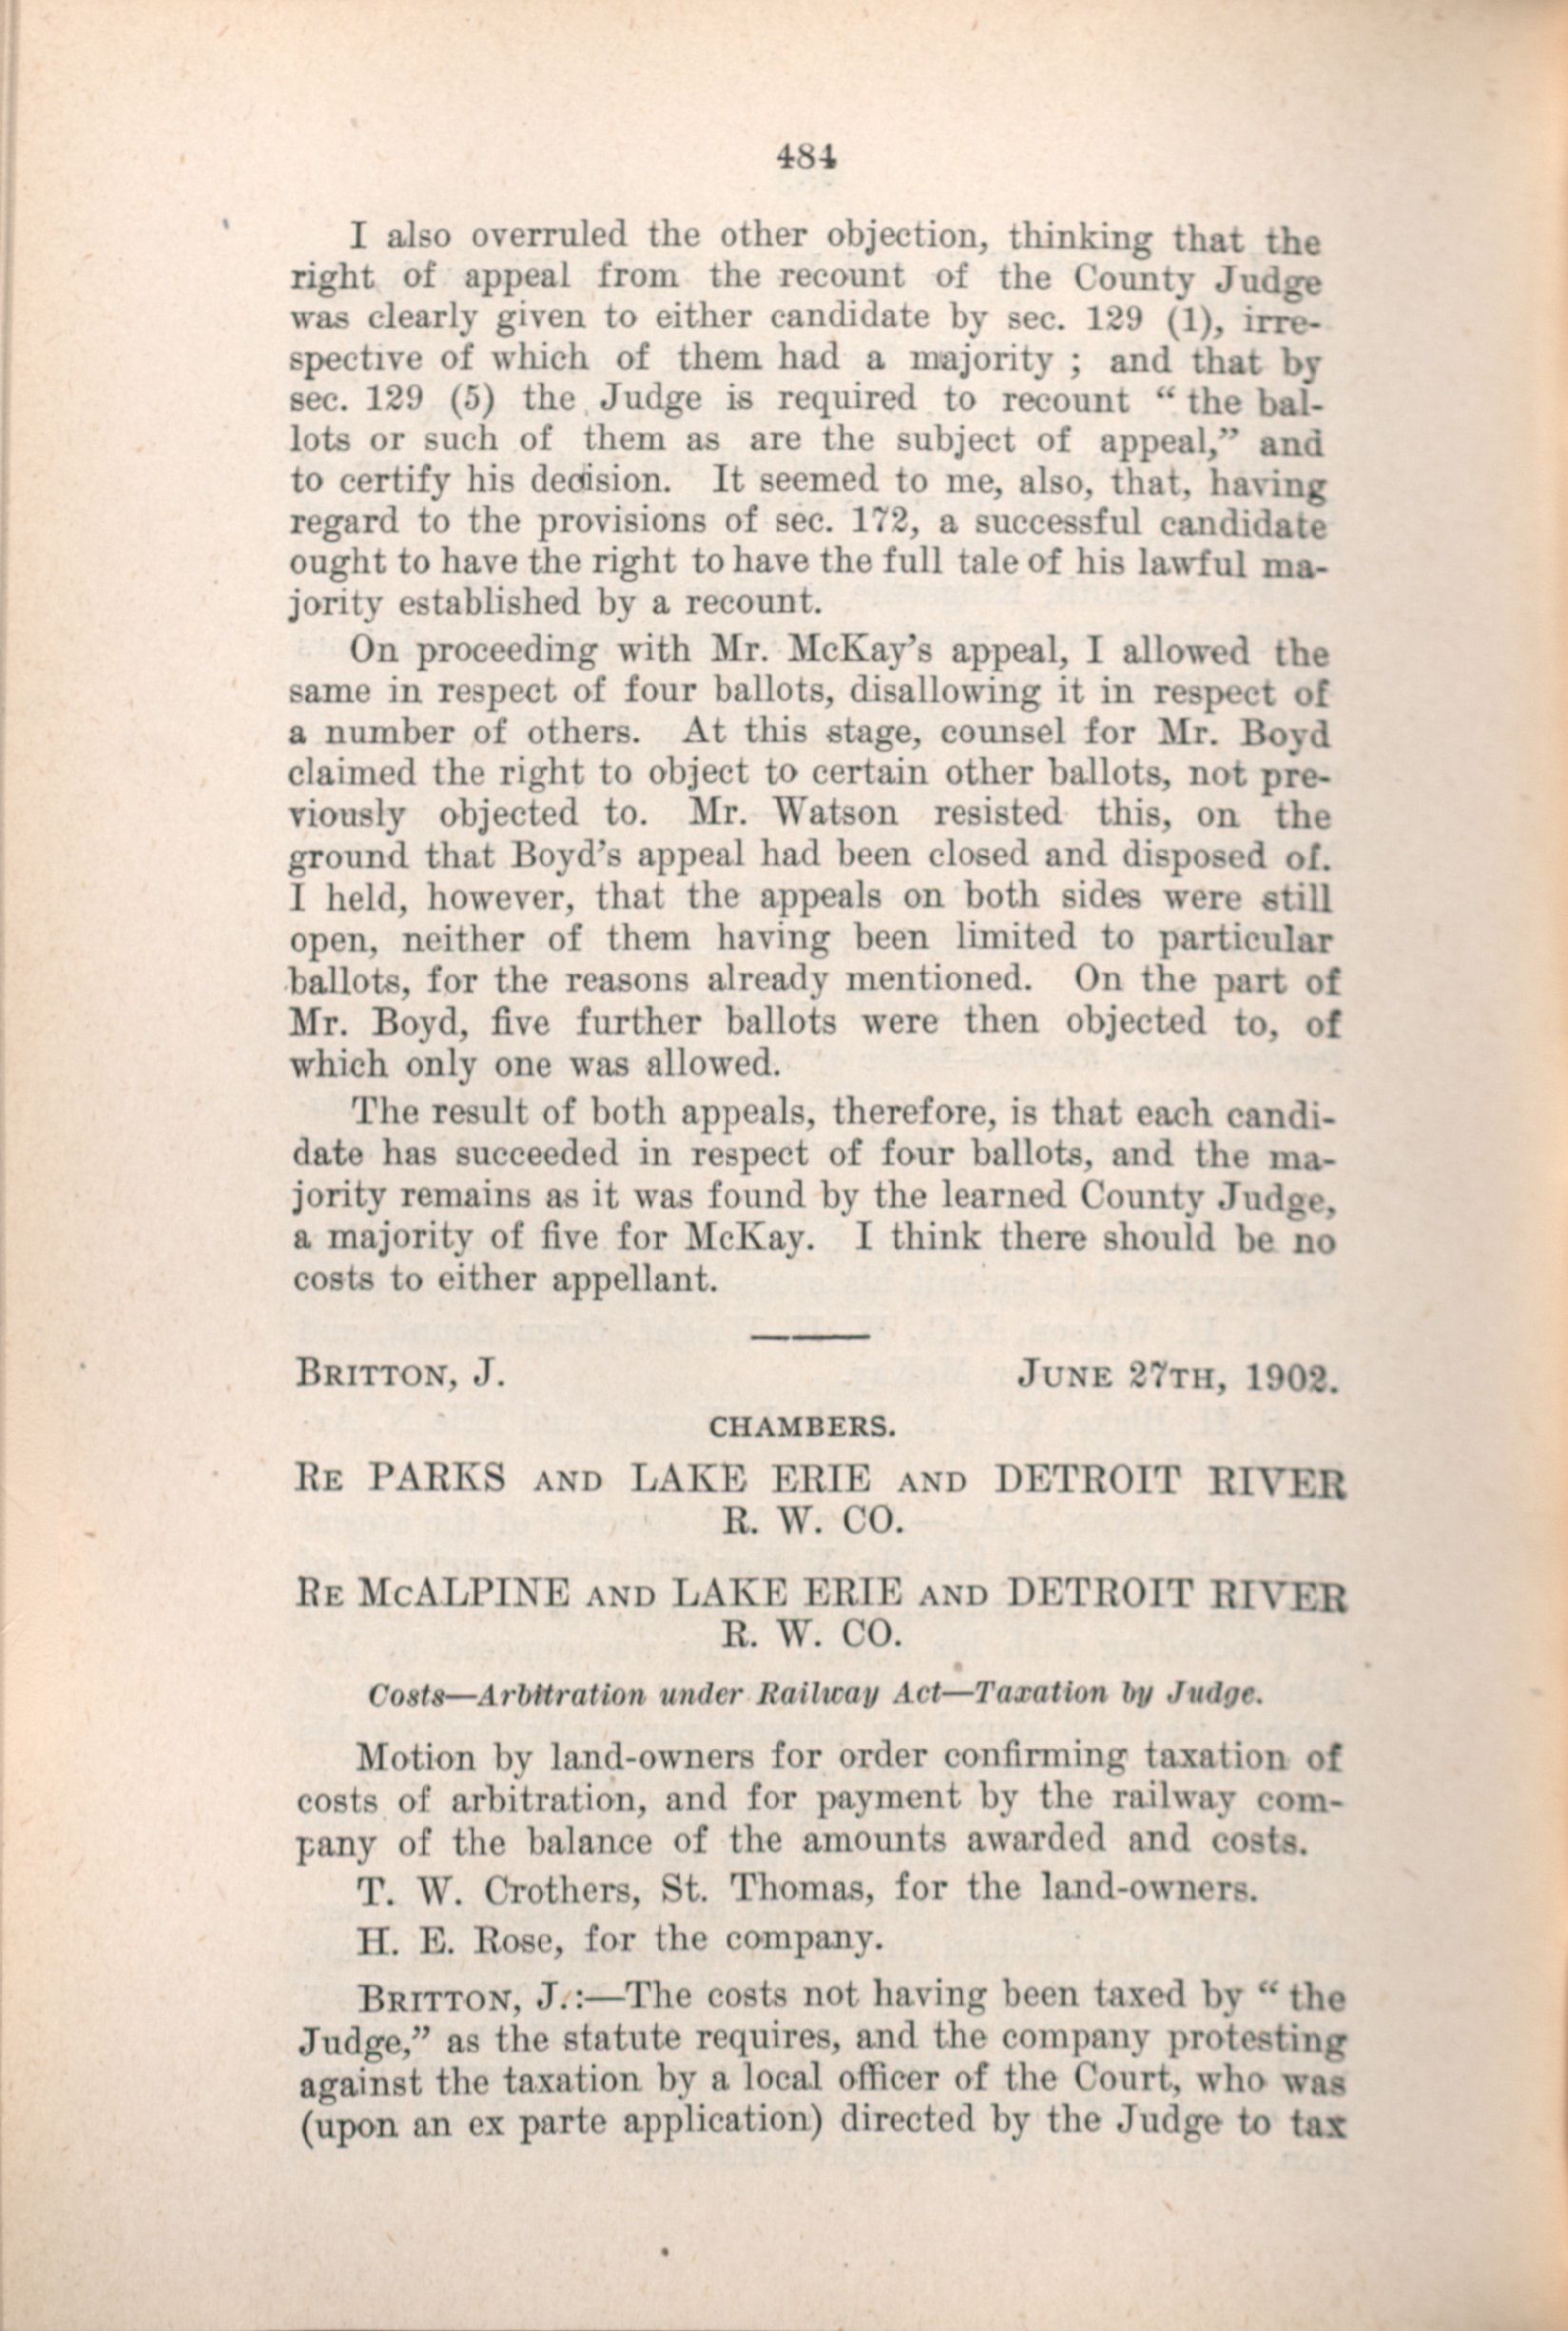 484
I also overruled the other objection, thinking that the
right of appeal from the recount of the County Judge
was clearly given to either candidate by sec. 129 (1), irre-
spective of which of them had a majority ; and that by
sec. 129 (5) the Judge is required to recount “ the bal-
lots or such of them as are the subject of appeal,” and
to certify his decision. It seemed to me, also, that, having
regard to the provisions of sec. 172, a successful candidate
ought to have the right to have the full tale of his lawful ma-
jority established by a recount.
On proceeding with Mr. McKay’s appeal, I allowed the
same in respect of four ballots, disallowing it in respect of
a number of others. At this stage, counsel for Mr. Boyd
claimed the right to object to certain other ballots, not pre-
viously objected to. Mr. Watson resisted this, on the
ground that Boyd’s appeal had been closed and disposed of.
I held, however, that the appeals on both sides were still
open, neither of them having been limited to particular
ballots, for the reasons already mentioned. On the part of
Mr. Boyd, five further ballots were then objected to, of
which only one was allowed.
The result of both appeals, therefore, is that each candi-
date has succeeded in respect of four ballots, and the ma-
jority remains as it was found by the learned County Judge,
a majority of five for McKay. I think there should be no
costs to either appellant.
BRITTON, J. JUNE 27TH, 1902.
CHAMBERS.
RE PARKS AND LAKE ERIE AND DETROIT RIVER
R. W. CO.
RE McALPINE AND LAKE ERIE AND DETROIT RIVER
R. W. CO.
Costs—Arbitration under Railway Act—Taxation by Judge.
Motion by land-owners for order confirming taxation of
costs of arbitration, and for payment by the railway com-
pany of the balance of the amounts awarded and costs.
T. W. Crothers, St. Thomas, for the land-owners.
H. E. Rose, for the company.
BRITTON, J.:—The costs not having been taxed by “ the
Judge,” as the statute requires, and the company protesting
against the taxation by a local officer of the Court, who was
(upon an ex parte application) directed by the Judge to tax